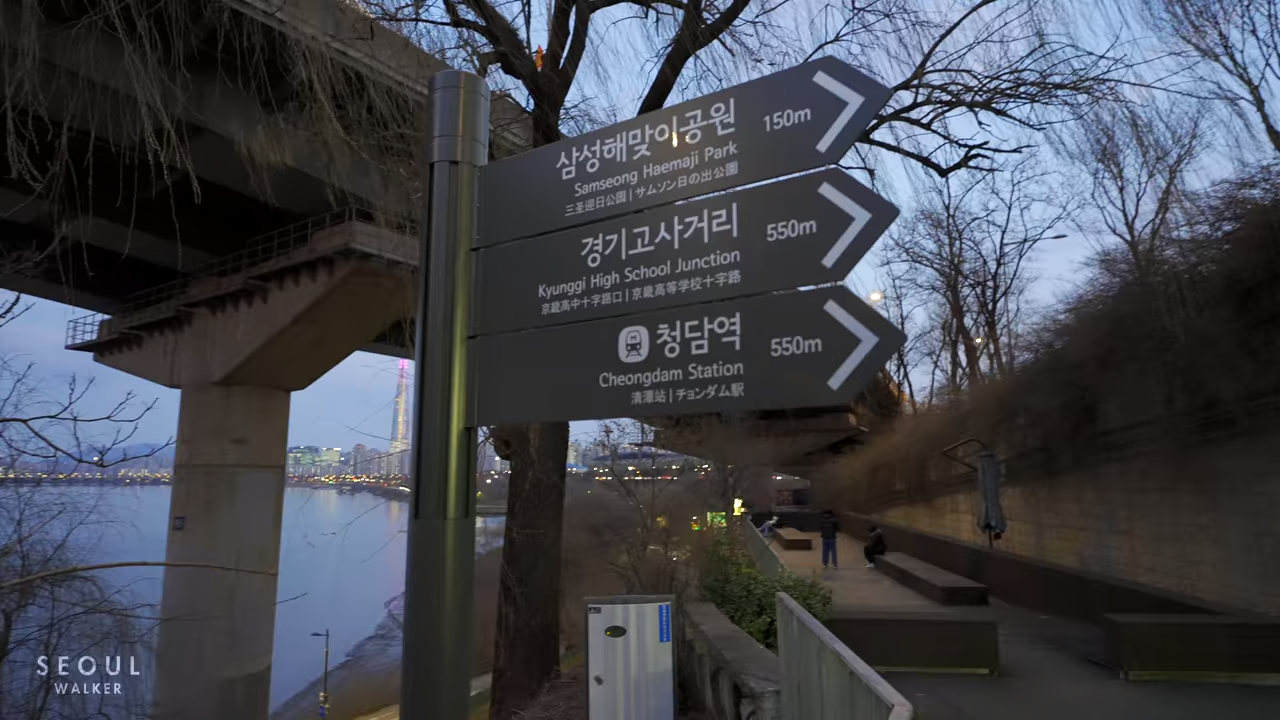 삼성해맞이공원 150m
Samseong Haemaji Park
三圣迎日公園 | サムソン日の出公園
경기고사거리 550m
Kyunggi High School Junction
京畿高中十字路口 | 京畿高等学校十字路
청담역 550m
Cheongdam Station
清潭站 | チョンダム駅
SEOUL
WALKER